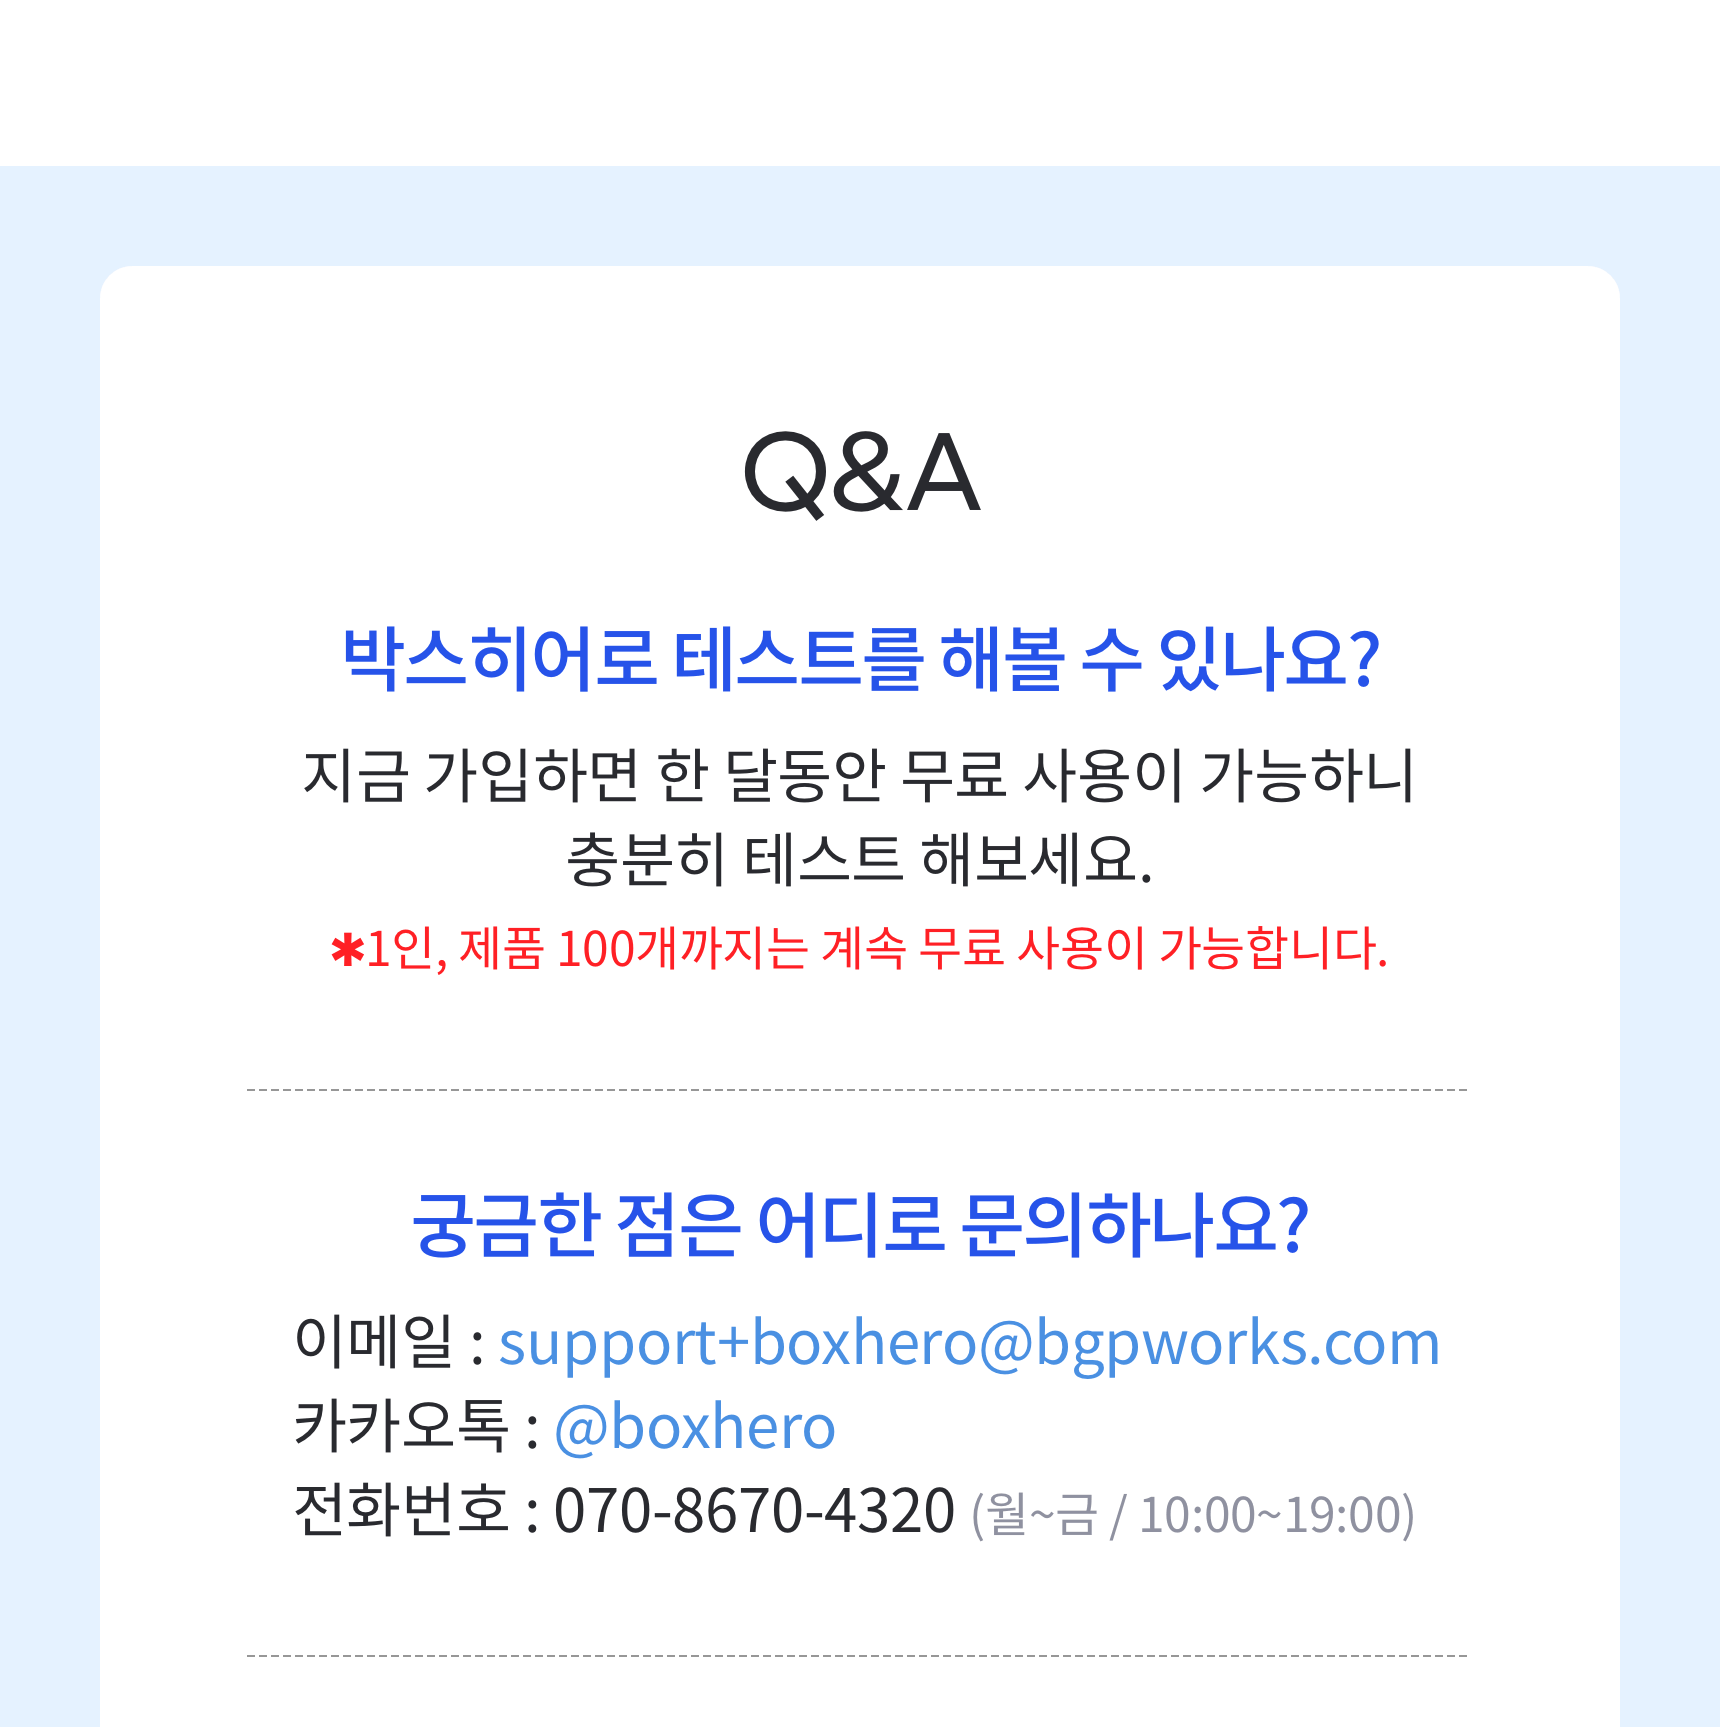 Q&A
박스히어로 테스트를 해볼 수 있나요?
지금 가입하면 한 달동안 무료 사용이 가능하니
충분히 테스트 해보세요.
✱1인, 제품 100개까지는 계속 무료 사용이 가능합니다.
궁금한 점은 어디로 문의하나요?
이메일 : support+boxhero@bgpworks.com
카카오톡 : @boxhero
전화번호 : 070-8670-4320 (월~금 / 10:00~19:00)